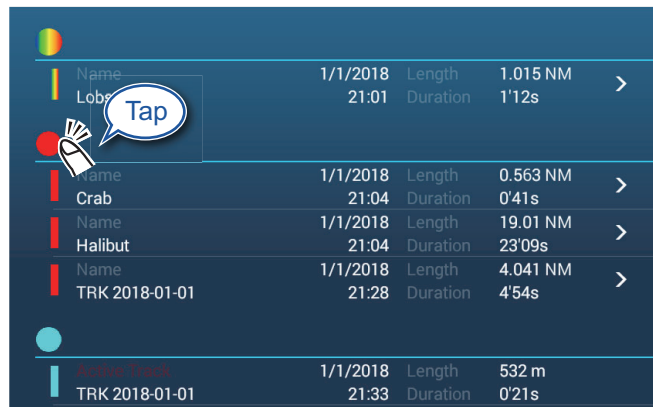 Name 1/1/2018 Length 1.015 NM
Lobs 21:01 Duration 1'12s
Tap
Name 1/1/2018 Length 0.563 NM
Crab 21:04 Duration 0'41s
Name 1/1/2018 Length 19.01 NM
Halibut 21:04 Duration 23'09s
Name 1/1/2018 Length 4.041 NM
TRK 2018-01-01 21:28 Duration 4'54s
Active Track 1/1/2018 Length 532 m
TRK 2018-01-01 21:33 Duration 0'21s